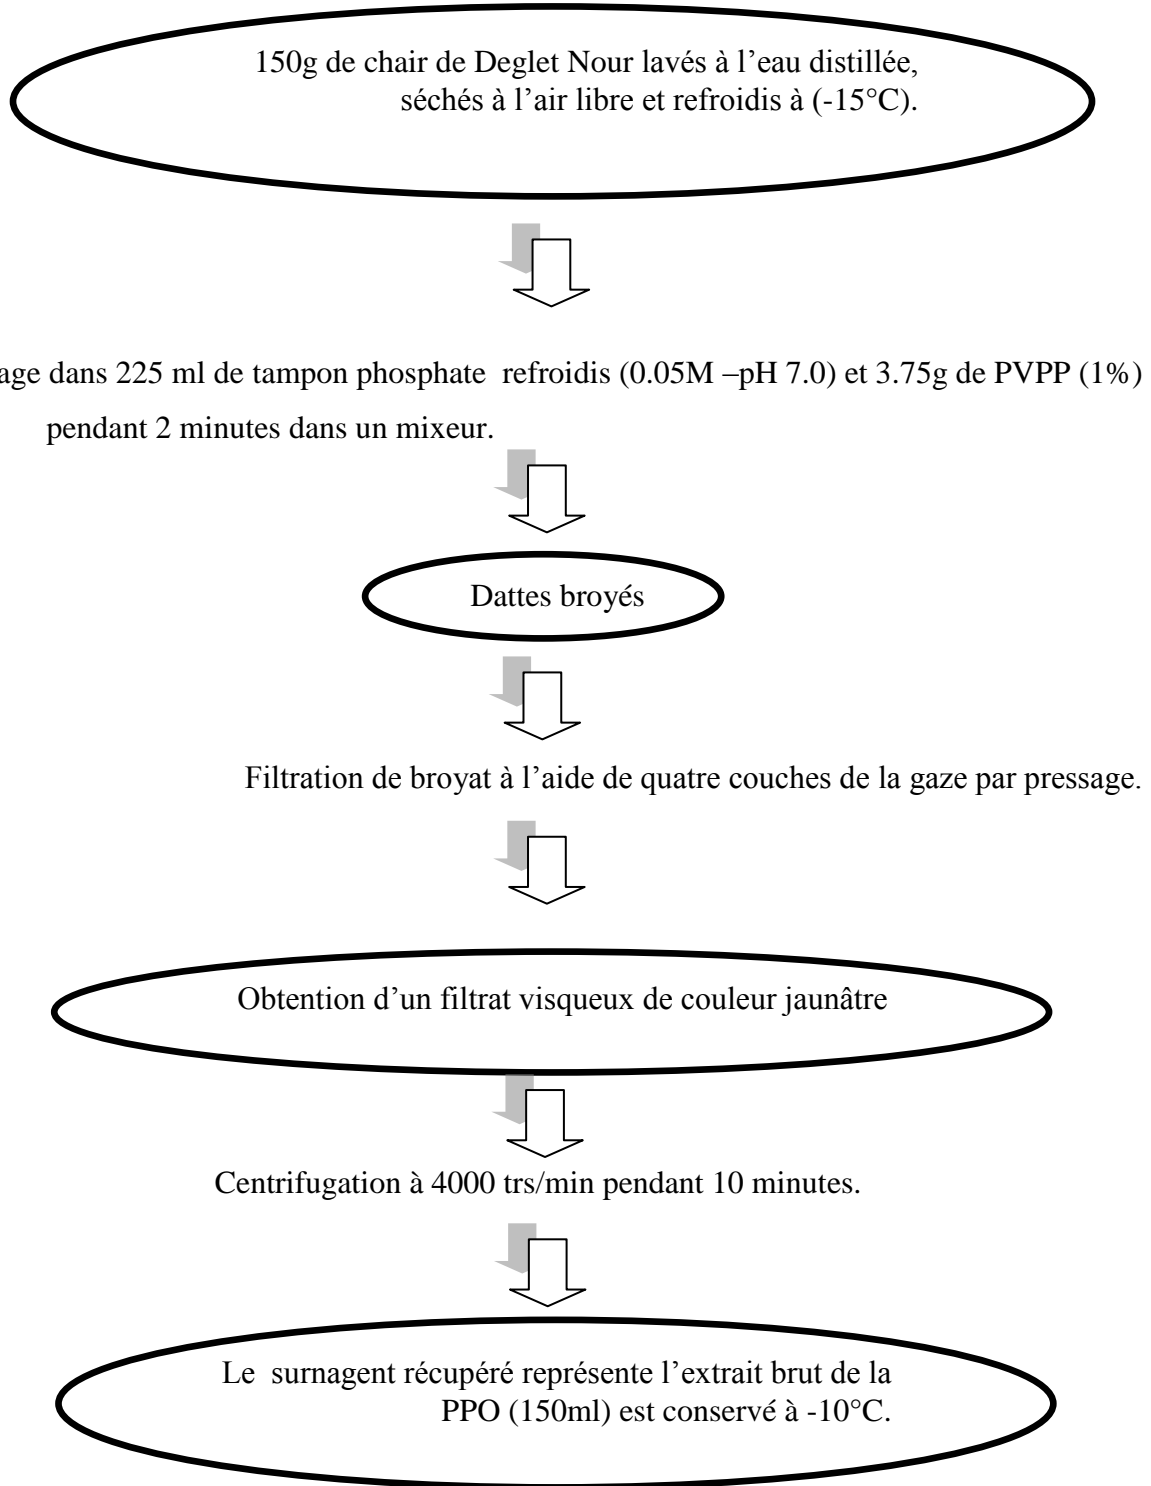 150g de chair de Deglet Nour lavés à l’eau distillée,
séchés à l’air libre et refroidis à (-15°C).
age dans 225 ml de tampon phosphate refroidis (0.05M –pH 7.0) et 3.75g de PVPP (1%)
pendant 2 minutes dans un mixeur.
Dattes broyés
Filtration de broyat à l’aide de quatre couches de la gaze par pressage.
Obtention d’un filtrat visqueux de couleur jaunâtre
Centrifugation à 4000 trs/min pendant 10 minutes.
Le surnagent récupéré représente l’extrait brut de la
PPO (150ml) est conservé à -10°C.